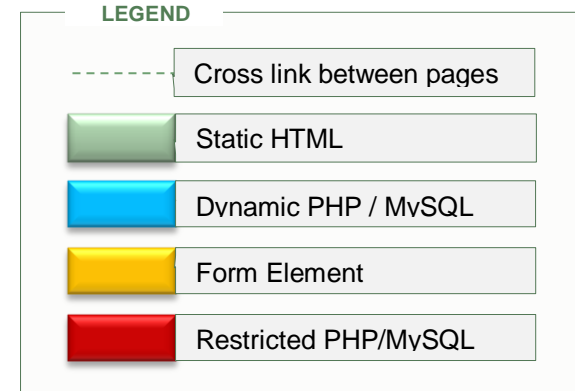 LEGEND
Cross link between pages
Static HTML
Dynamic PHP / MySQL
Form Element
Restricted PHP/MySQL